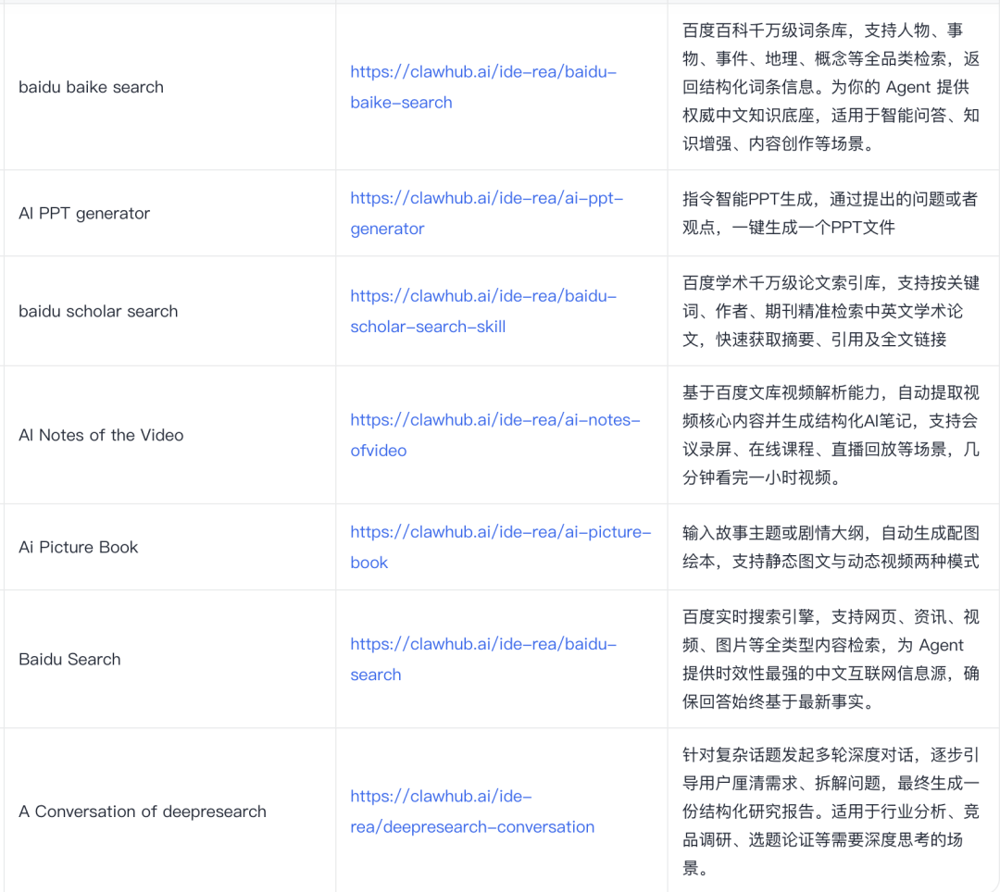 baidu baike search
https://clawhub.ai/ide-rea/baidu-
baike-search
百度百科千万级词条库，支持人物、事
物、事件、地理、概念等全品类检索，返
回结构化词条信息。为你的 Agent 提供
权威中文知识底座，适用于智能问答、知
识增强、内容创作等场景。
AI PPT generator
https://clawhub.ai/ide-rea/ai-ppt-
generator
指令智能PPT生成，通过提出的问题或者
观点，一键生成一个PPT文件
baidu scholar search
https://clawhub.ai/ide-rea/baidu-
scholar-search-skill
百度学术千万级论文索引库，支持按关键
词、作者、期刊精准检索中英文学术论
文，快速获取摘要、引用及全文链接
AI Notes of the Video
https://clawhub.ai/ide-rea/ai-notes-
ofvideo
基于百度文库视频解析能力，自动提取视
频核心内容并生成结构化AI笔记，支持会
议录屏、在线课程、直播回放等场景，几
分钟看完一小时视频。
Ai Picture Book
https://clawhub.ai/ide-rea/ai-picture-
book
输入故事主题或剧情大纲，自动生成配图
绘本，支持静态图文与动态视频两种模式
Baidu Search
https://clawhub.ai/ide-rea/baidu-
search
百度实时搜索引擎，支持网页、资讯、视
频、图片等全类型内容检索，为 Agent
提供时效性最强的中文互联网信息源，确
保回答始终基于最新事实。
A Conversation of deepresearch
https://clawhub.ai/ide-
rea/deepresearch-conversation
针对复杂话题发起多轮深度对话，逐步引
导用户厘清需求、拆解问题，最终生成一
份结构化研究报告。适用于行业分析、竞
品调研、选题论证等需要深度思考的场
景。